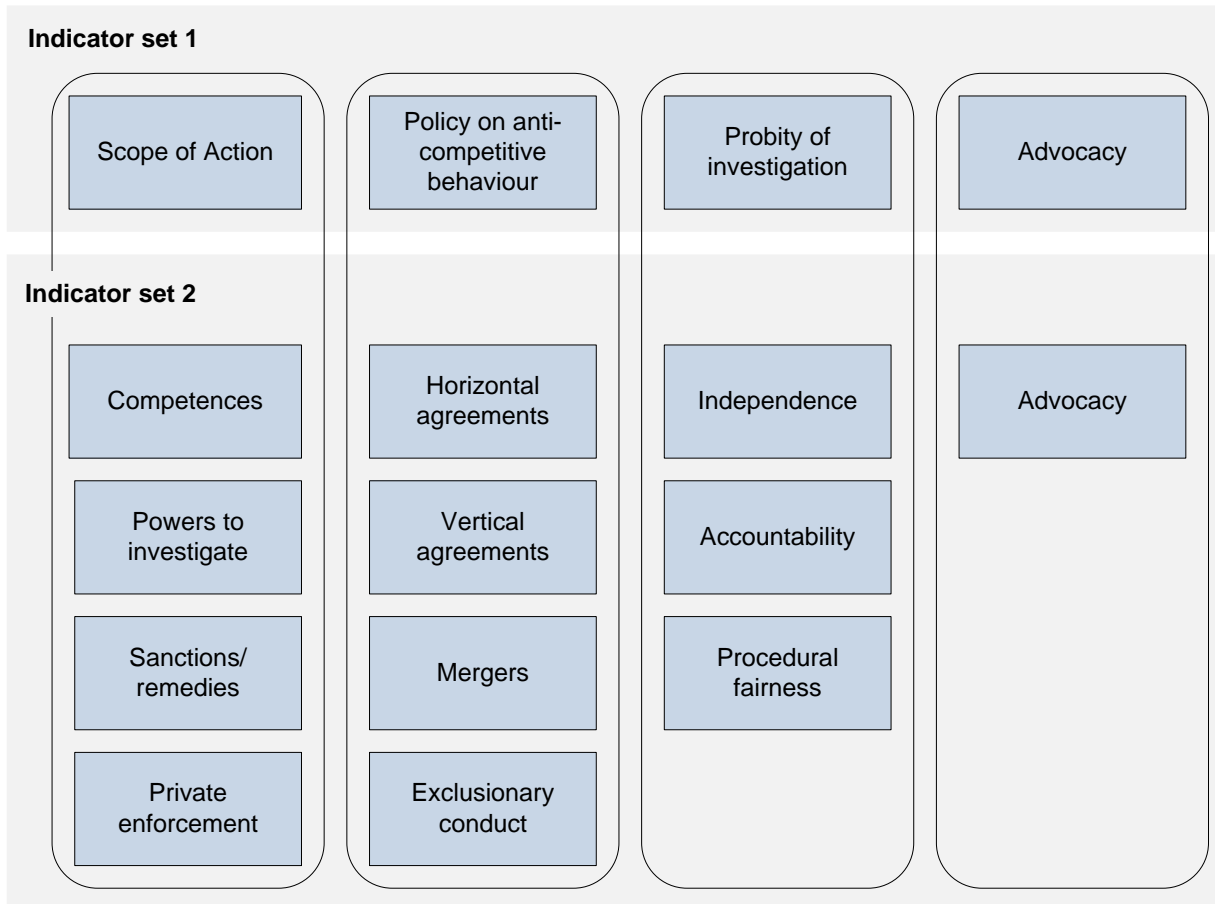 Indicator set 1
Scope of Action
Policy on anti-
competitive
behaviour
Probity of
investigation
Advocacy
Indicator set 2
Competences
Horizontal
agreements
Independence
Advocacy
Powers to
investigate
Vertical
agreements
Accountability
Sanctions/
remedies
Mergers
Procedural
fairness
Private
enforcement
Exclusionary
conduct